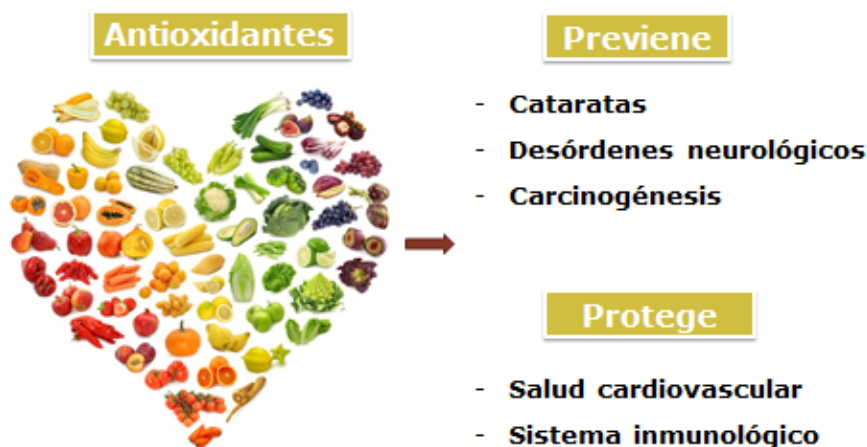 Antioxidantes
Previene
- Cataratas
- Desórdenes neurológicos
- Carcinogénesis
Protege
- Salud cardiovascular
- Sistema inmunológico